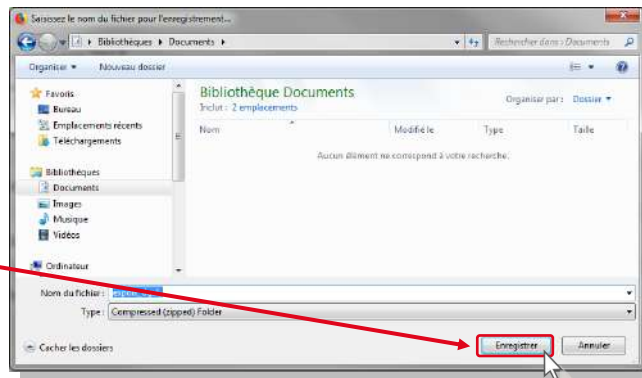 Saisissez le nom du fichier pour l'enregistrement...
Bibliothèques Documents
Rechercher dans : Documents
Organiser Nouveau dossier
Favoris
Bureau
Emplacements récents
Téléchargements
Bibliothèques
Documents
Images
Musique
Vidéos
Ordinateur
Bibliothèque Documents
Inclut : 2 emplacements
Organiser par : Dossier
Nom Modifié le Type Taille
Aucun élément ne correspond à votre recherche.
Nom du fichier :
Type : Compressed (zipped) Folder
Cacher les dossiers
Enregistrer Annuler